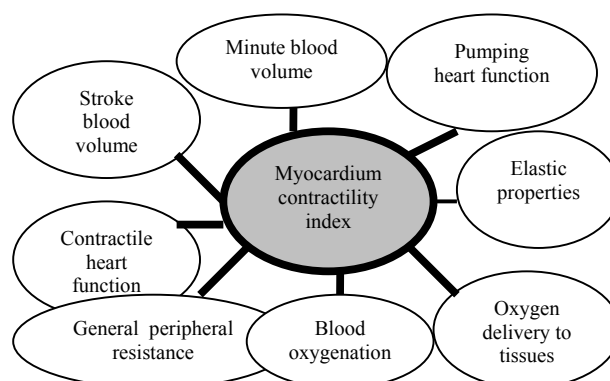 Minute blood
volume
Pumping
heart function
Stroke
blood
volume
Myocardium
contractility
index
Elastic
properties
Contractile
heart
function
General peripheral
resistance
Blood
oxygenation
Oxygen
delivery to
tissues